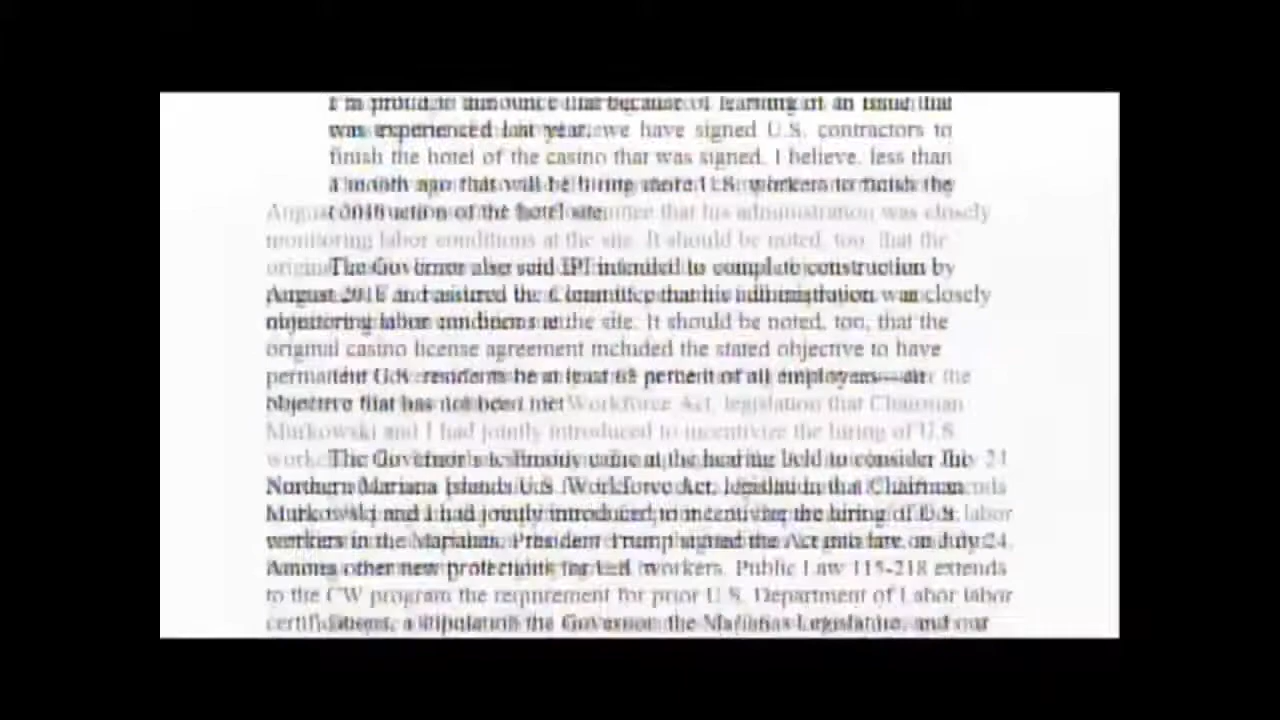 I'm proud to announce that because of learning of an issue that
was experienced last year, we have signed U.S. contractors to
finish the hotel of the casino that was signed, I believe, less than
a month ago that will be hiring more U.S. workers to finish the
construction of the hotel site.
The Governor also said IPI intended to complete construction by
August 2018 and assured the Committee that his administration was closely
monitoring labor conditions at the site. It should be noted, too, that the
original casino license agreement included the stated objective to have
permanent U.S. residents be at least 65 percent of all employees—an
objective that has not been met
The Governor's testimony came at the hearing held to consider the
Northern Mariana Islands U.S. Workforce Act, legislation that Chairman
Murkowski and I had jointly introduced to incentivize the hiring of U.S.
workers in the Marianas. President Trump signed the Act into law on July 24.
Among other new protections for U.S. workers, Public Law 115-218 extends
to the CW program the requirement for prior U.S. Department of Labor labor
certifications, a stipulation the Governor, the Marianas Legislature, and our